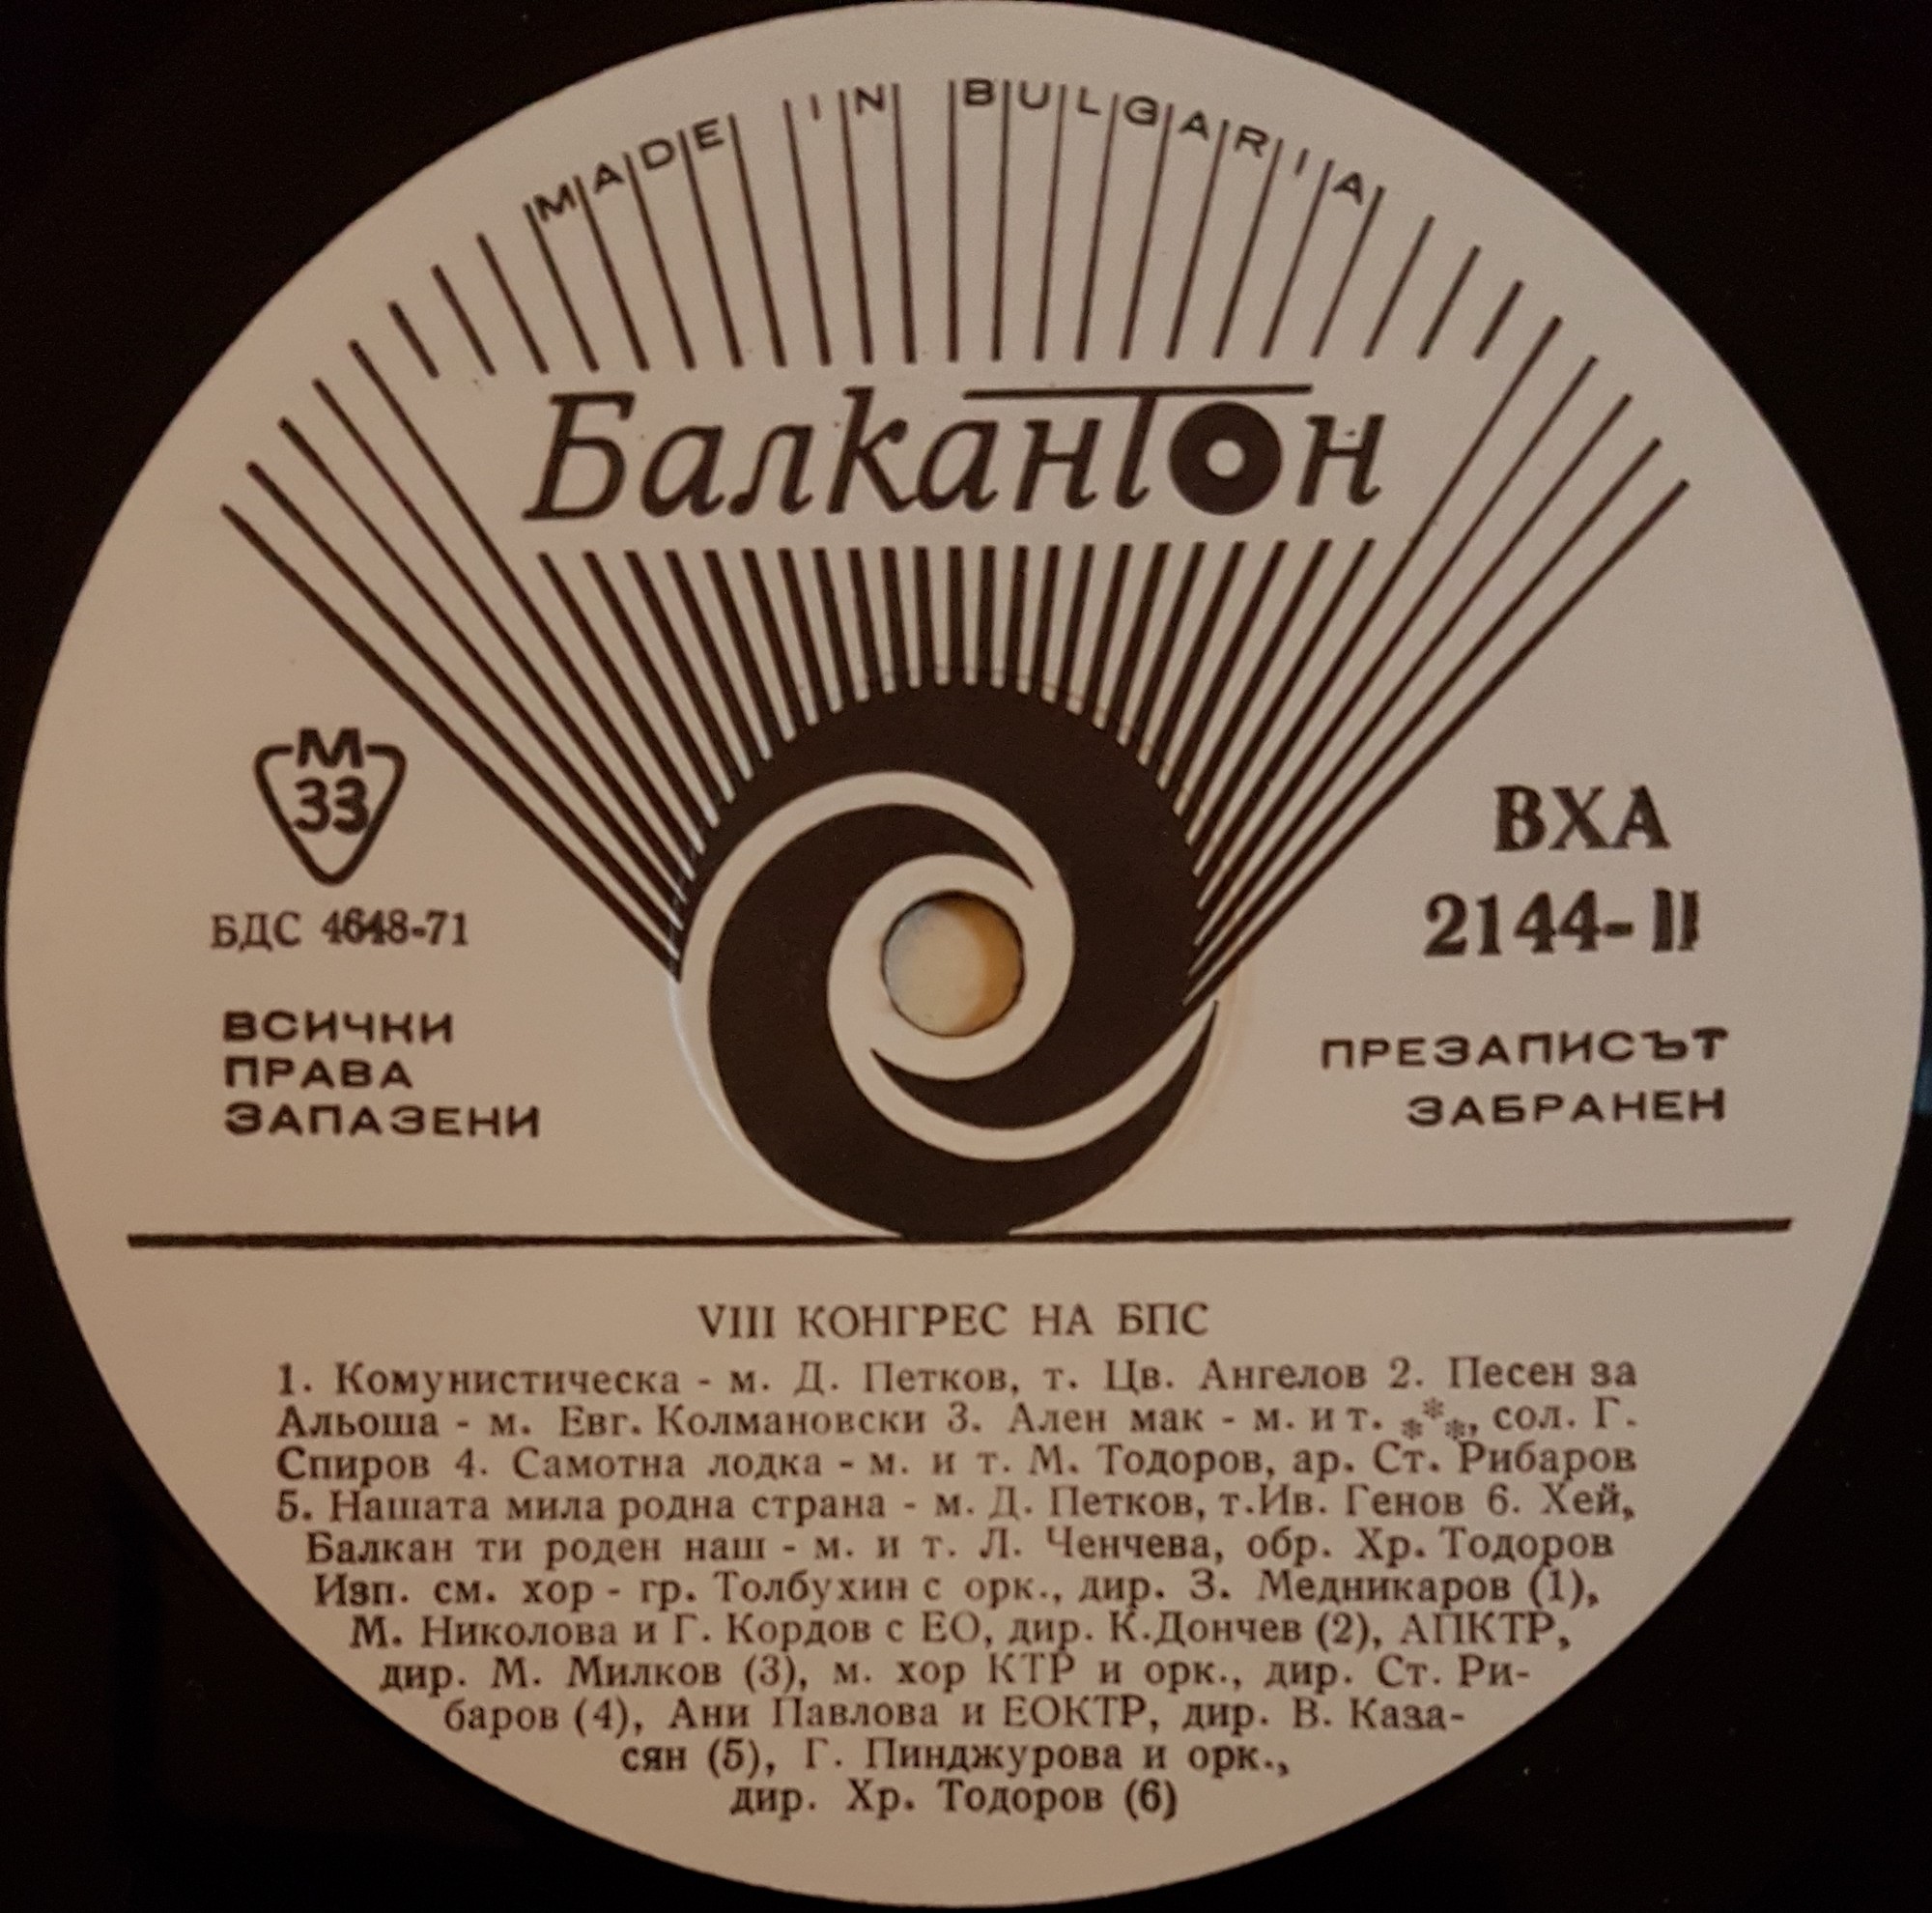 MADE IN BULGARIA
Балкантон
М
33
БДС 4648-71
ВСИЧКИ
ПРАВА
ЗАПАЗЕНИ
ВХА
2144-II
ПРЕЗАПИСЪТ
ЗАБРАНЕН
VIII КОНГРЕС НА БПС
1. Комунистическа - м. Д. Петков, т. Цв. Ангелов 2. Песен за
Альоша - м. Евг. Колмановски 3. Ален мак - м. и т. ***, сол. Г.
Спиров 4. Самотна лодка - м. и т. М. Тодоров, ар. Ст. Рибаров
5. Нашата мила родна страна - м. Д. Петков, т.Ив. Генов 6. Хей,
Балкан ти роден наш - м. и т. Л. Ченчева, обр. Хр. Тодоров
Изп. см. хор - гр. Толбухин с орк., дир. З. Медникаров (1),
М. Николова и Г. Кордов с ЕО, дир. К.Дончев (2), АПКТР,
дир. М. Милков (3), м. хор КТР и орк., дир. Ст. Ри-
баров (4), Ани Павлова и ЕОКТР, дир. В. Каза-
сян (5), Г. Пинджурова и орк.,
дир. Хр. Тодоров (6)